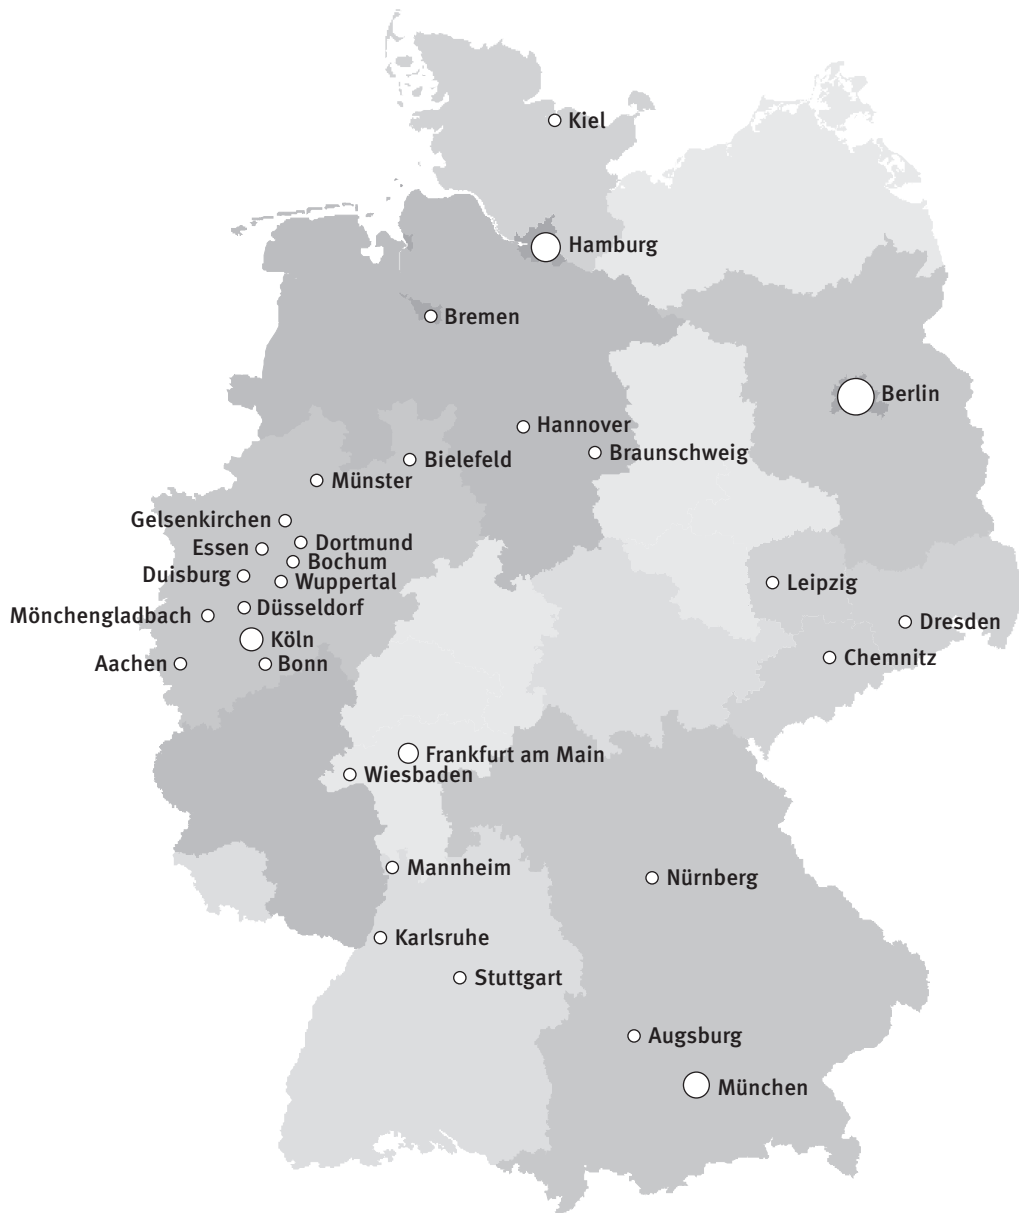 Kiel
Hamburg
Bremen
Berlin
Hannover
Braunschweig
Bielefeld
Münster
Gelsenkirchen
Dortmund
Essen
Bochum
Duisburg
Wuppertal
Leipzig
Düsseldorf
Mönchengladbach
Dresden
Köln
Chemnitz
Aachen
Bonn
Frankfurt am Main
Wiesbaden
Mannheim
Nürnberg
Karlsruhe
Stuttgart
Augsburg
München